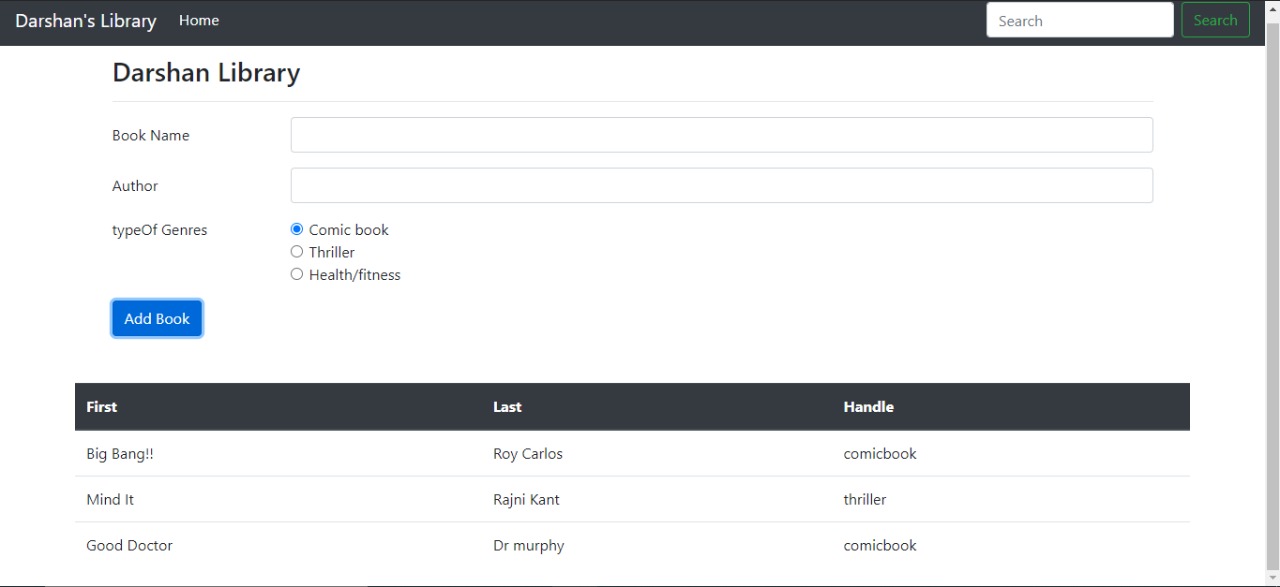 Darshan's Library Home Search Search
Darshan Library
Book Name
Author
typeOf Genres Comic book
Thriller
Health/fitness
Add Book
First Last Handle
Big Bang!! Roy Carlos comicbook
Mind It Rajni Kant thriller
Good Doctor Dr murphy comicbook